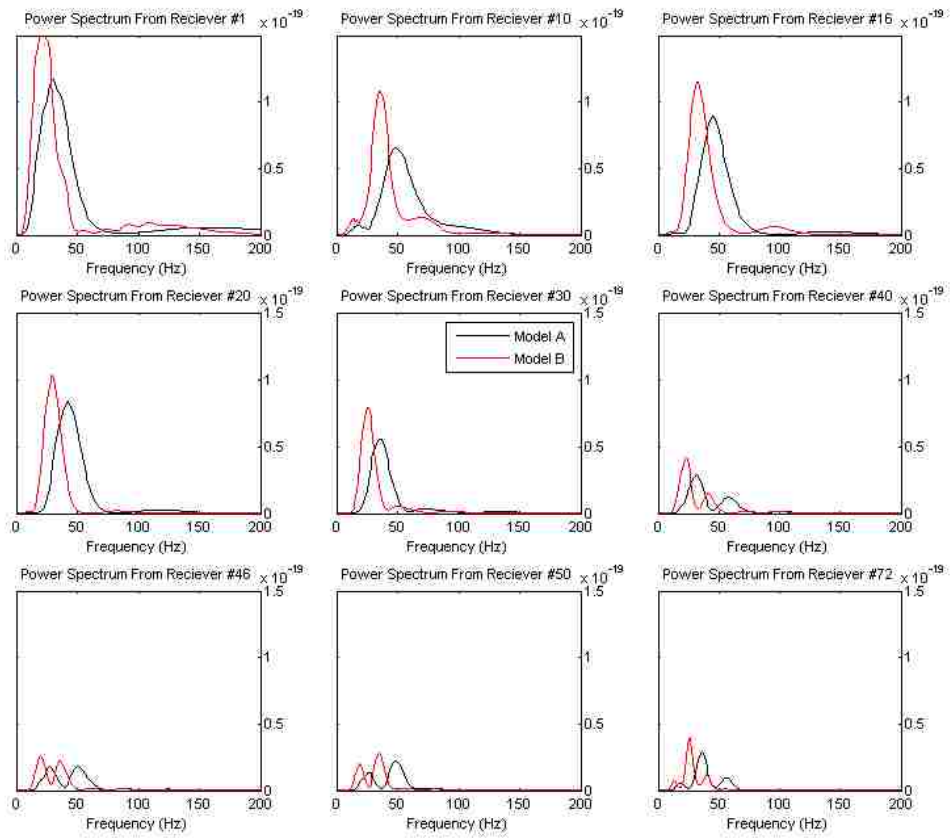 Power Spectrum From Reciever #1
x 10-19
1
0.5
0
0 50 100 150 200
Frequency (Hz)
Power Spectrum From Reciever #10
x 10-19
1
0.5
0
0 50 100 150 200
Frequency (Hz)
Power Spectrum From Reciever #16
x 10-19
1
0.5
0
0 50 100 150 200
Frequency (Hz)
Power Spectrum From Reciever #20
x 10-19
1.5
1
0.5
0
0 50 100 150 200
Frequency (Hz)
Power Spectrum From Reciever #30
x 10-19
1.5
Model A
Model B
1
0.5
0
0 50 100 150 200
Frequency (Hz)
Power Spectrum From Reciever #40
x 10-19
1.5
1
0.5
0
0 50 100 150 200
Frequency (Hz)
Power Spectrum From Reciever #46
x 10-19
1.5
1
0.5
0
0 50 100 150 200
Frequency (Hz)
Power Spectrum From Reciever #50
x 10-19
1.5
1
0.5
0
0 50 100 150 200
Frequency (Hz)
Power Spectrum From Reciever #72
x 10-19
1.5
1
0.5
0
0 50 100 150 200
Frequency (Hz)